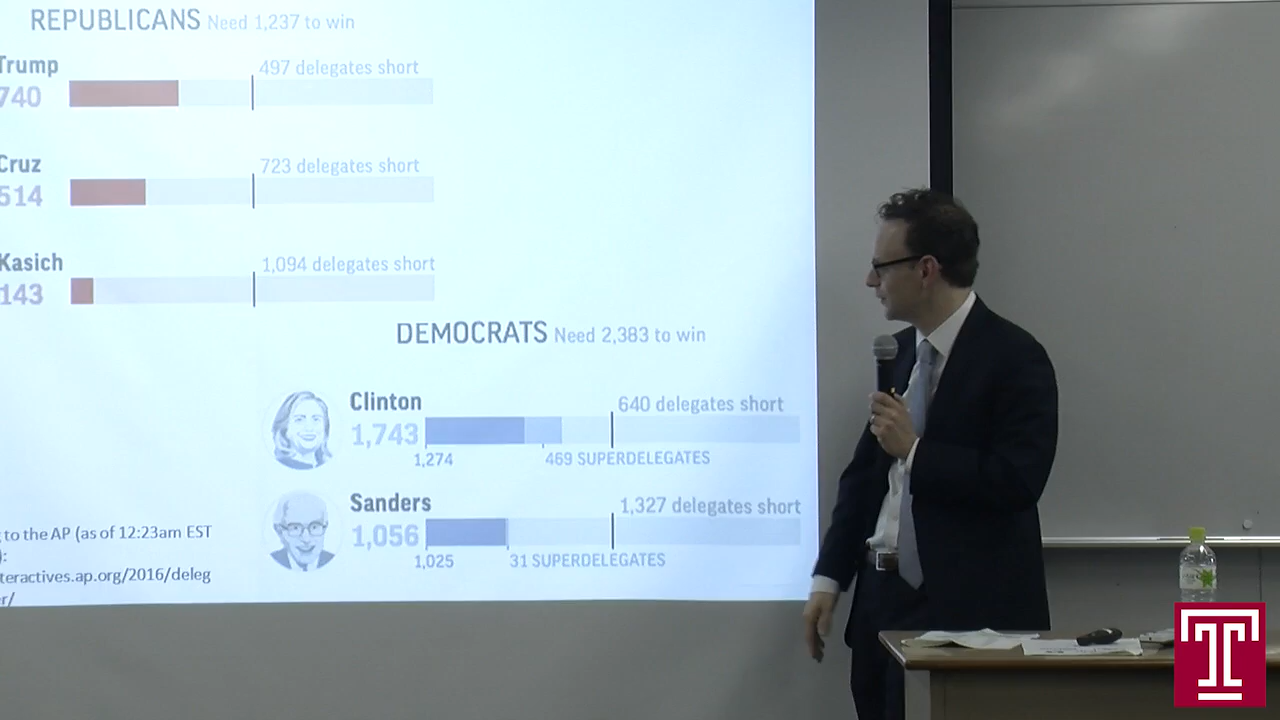 REPUBLICANS Need 1,237 to win
Trump
497 delegates short
740
Cruz
723 delegates short
514
Kasich
1,094 delegates short
143
DEMOCRATS Need 2,383 to win
Clinton
640 delegates short
1,743
1,274
469 SUPERDELEGATES
Sanders
1,327 delegates short
1,056
1,025
31 SUPERDELEGATES
to the AP (as of 12:23am EST
):
teractives.ap.org/2016/deleg
r/
T